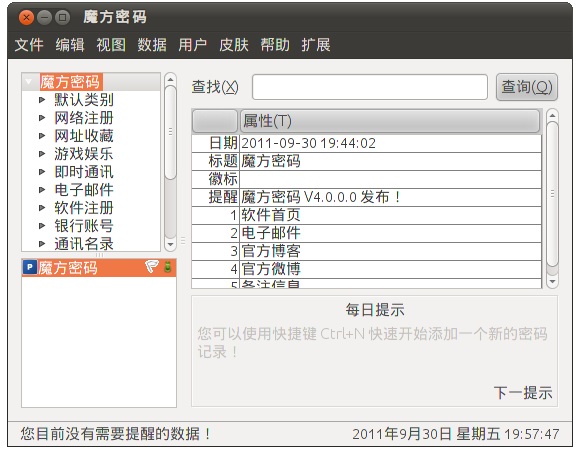 魔方密码
文件 编辑 视图 数据 用户 皮肤 帮助 扩展
魔方密码
默认类别
网络注册
网址收藏
游戏娱乐
即时通讯
电子邮件
软件注册
银行账号
通讯名录
P 魔方密码
查找(X) 查询(Q)
属性(T)
日期 2011-09-30 19:44:02
标题 魔方密码
徽标
提醒 魔方密码 V4.0.0.0 发布！
1 软件首页
2 电子邮件
3 官方博客
4 官方微博
5 备注信息
每日提示
您可以使用快捷键 Ctrl+N 快速开始添加一个新的密码
记录！
下一提示
您目前没有需要提醒的数据！ 2011年9月30日 星期五 19:57:47